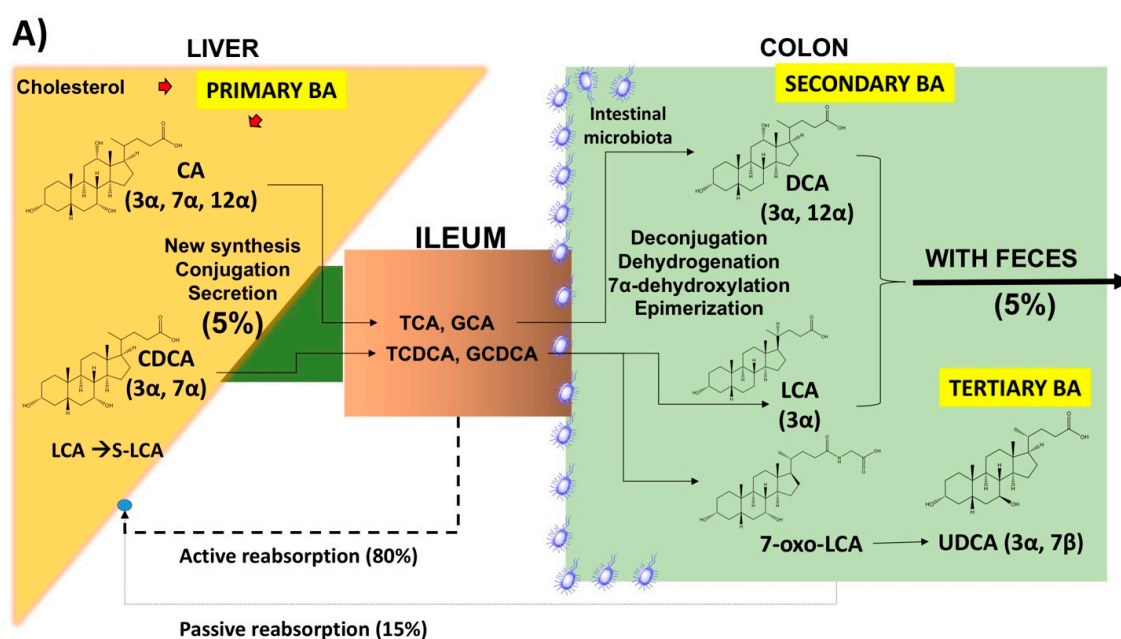 A)
LIVER
COLON
Cholesterol
PRIMARY BA
SECONDARY BA
Intestinal
microbiota
CA
(3α, 7α, 12α)
DCA
(3α, 12α)
ILEUM
New synthesis
Conjugation
Secretion
(5%)
Deconjugation
Dehydrogenation
7α-dehydroxylation
Epimerization
WITH FECES
(5%)
TCA, GCA
TCDCA, GCDCA
CDCA
(3α, 7α)
LCA
(3α)
TERTIARY BA
LCA →S-LCA
7-oxo-LCA
UDCA (3α, 7β)
Active reabsorption (80%)
Passive reabsorption (15%)